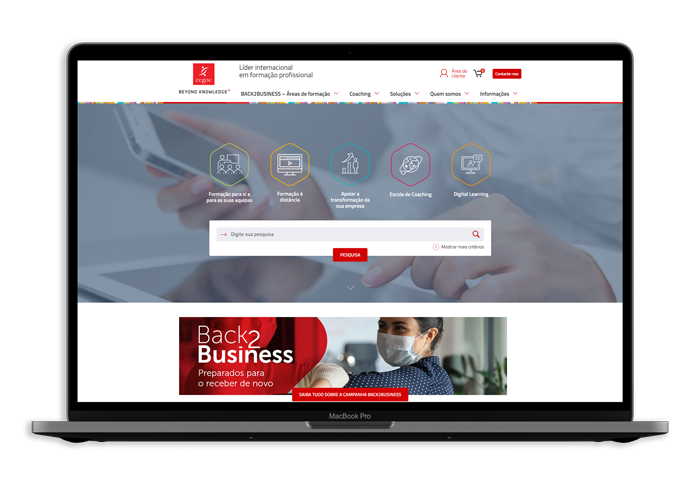 cegoc
BEYOND KNOWLEDGE
Líder internacional
em formação profissional
Área de
cliente
0
Contacte-nos
BACK2BUSINESS – Áreas de formação
Coaching
Soluções
Quem somos
Informações
Formação para si e
para as suas equipas
Formação à
distância
Apoiar a
transformação da
sua empresa
Escola de Coaching
Digital Learning
Digite sua pesquisa
Mostrar mais critérios
PESQUISA
Back2
Business
Preparados para
o receber de novo
SAIBA TUDO SOBRE A CAMPANHA BACK2BUSINESS
MacBook Pro